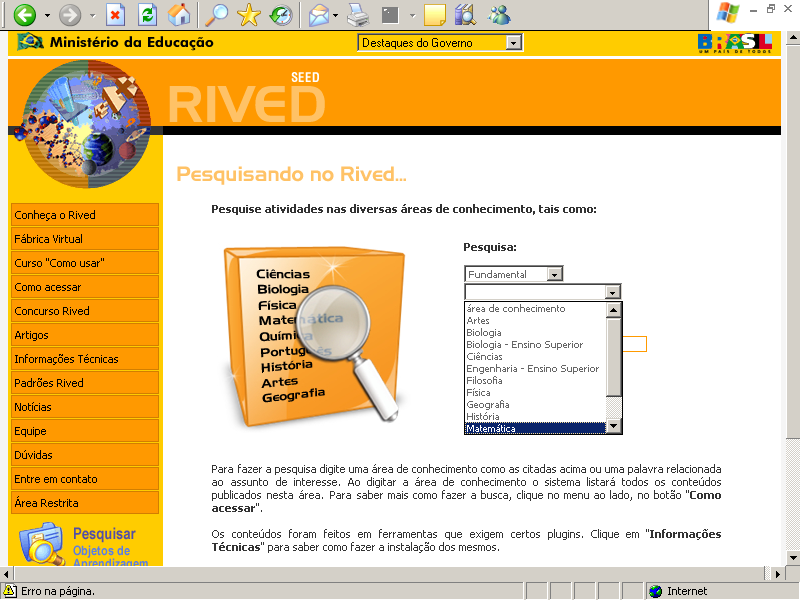 Ministério da Educação
Destaques do Governo
BRASIL
UM PAÍS DE TODOS
SEED
RIVED
Pesquisando no Rived...
Conheça o Rived
Fábrica Virtual
Curso "Como usar"
Como acessar
Concurso Rived
Artigos
Informações Técnicas
Padrões Rived
Notícias
Equipe
Dúvidas
Entre em contato
Área Restrita
Pesquisar
Objetos de
Aprendizagem
Pesquise atividades nas diversas áreas de conhecimento, tais como:
Ciências
Biologia
Física
Matemática
Química
Português
História
Artes
Geografia
Pesquisa:
Fundamental
área de conhecimento
Artes
Biologia
Biologia - Ensino Superior
Ciências
Engenharia - Ensino Superior
Filosofia
Física
Geografia
História
Matemática
Para fazer a pesquisa digite uma área de conhecimento como as citadas acima ou uma palavra relacionada
ao assunto de interesse. Ao digitar a área de conhecimento o sistema listará todos os conteúdos
publicados nesta área. Para saber mais como fazer a busca, clique no menu ao lado, no botão "Como
acessar".
Os conteúdos foram feitos em ferramentas que exigem certos plugins. Clique em "Informações
Técnicas" para saber como fazer a instalação dos mesmos.
Erro na página.
Internet